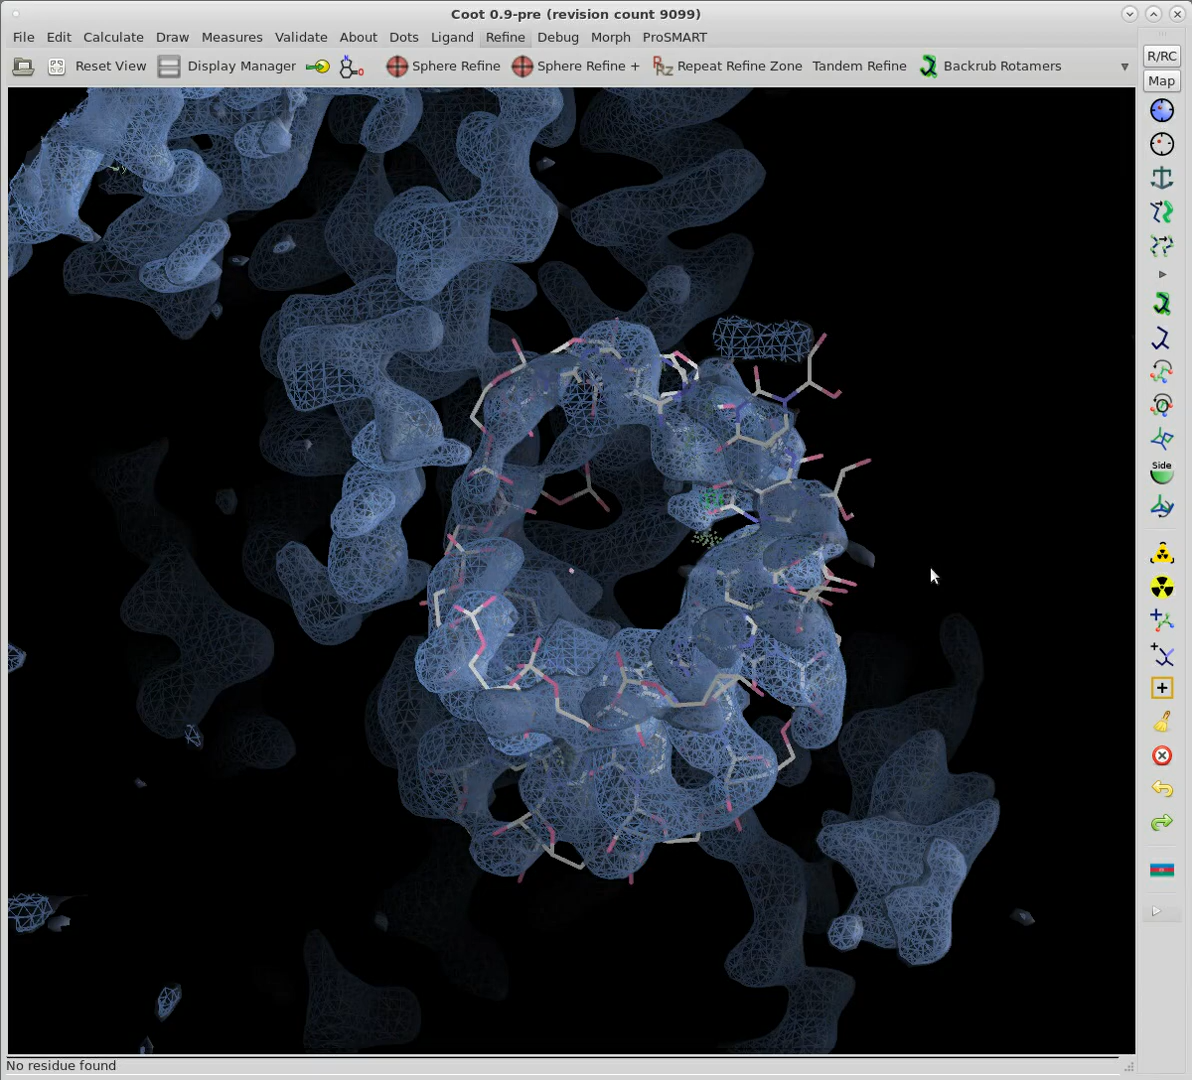 Coot 0.9-pre (revision count 9099)
File Edit Calculate Draw Measures Validate About Dots Ligand Refine Debug Morph ProSMART
Reset View Display Manager Sphere Refine Sphere Refine + Repeat Refine Zone Tandem Refine Backrub Rotamers
R/RC
Map
Side
No residue found